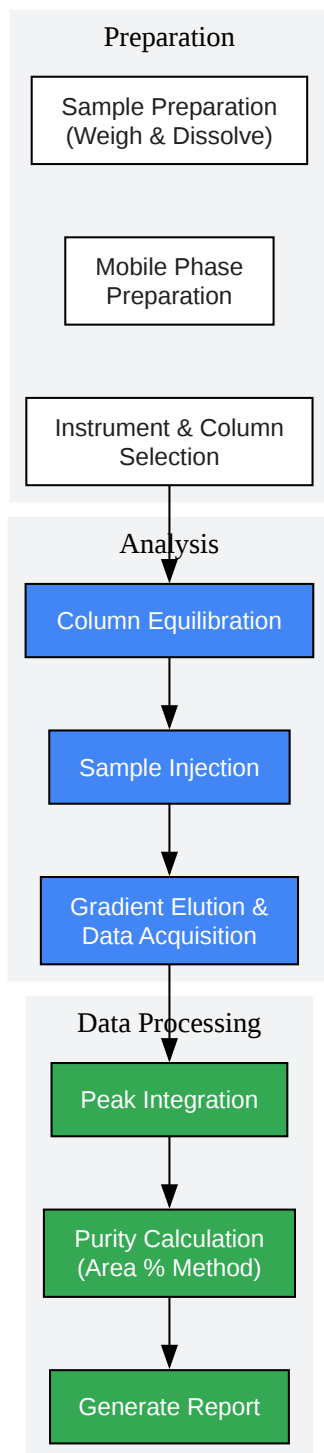 Preparation
Sample Preparation
(Weigh & Dissolve)
Mobile Phase
Preparation
Instrument & Column
Selection
Analysis
Column Equilibration
Sample Injection
Gradient Elution &
Data Acquisition
Data Processing
Peak Integration
Purity Calculation
(Area % Method)
Generate Report